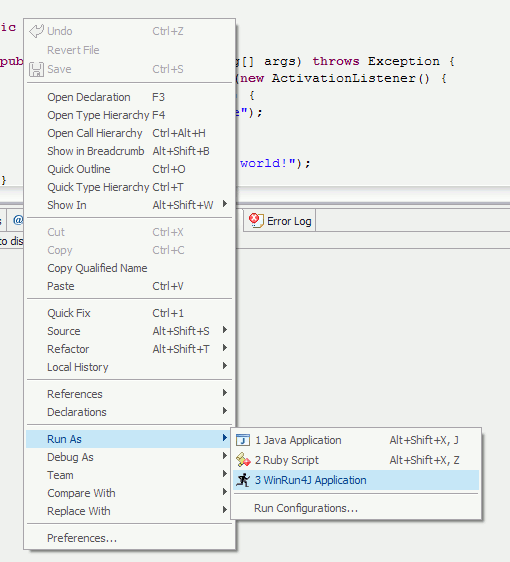 ic
Undo Ctrl+Z
Revert File
publ g[] args) throws Exception {
Save Ctrl+S
(new ActivationListener() {
Open Declaration F3
{
Open Type Hierarchy F4
e");
Open Call Hierarchy Ctrl+Alt+H
Show in Breadcrumb Alt+Shift+B
Quick Outline Ctrl+O
world!");
Quick Type Hierarchy Ctrl+T
}
Show In Alt+Shift+W
s @ Error Log
Cut Ctrl+X
to dis
Copy Ctrl+C
Copy Qualified Name
Paste Ctrl+V
Quick Fix Ctrl+1
Source Alt+Shift+S
Refactor Alt+Shift+T
Local History
References
Declarations
Run As
Debug As
Team
Compare With
Replace With
Preferences...
1 Java Application Alt+Shift+X, J
2 Ruby Script Alt+Shift+X, Z
3 WinRun4J Application
Run Configurations...